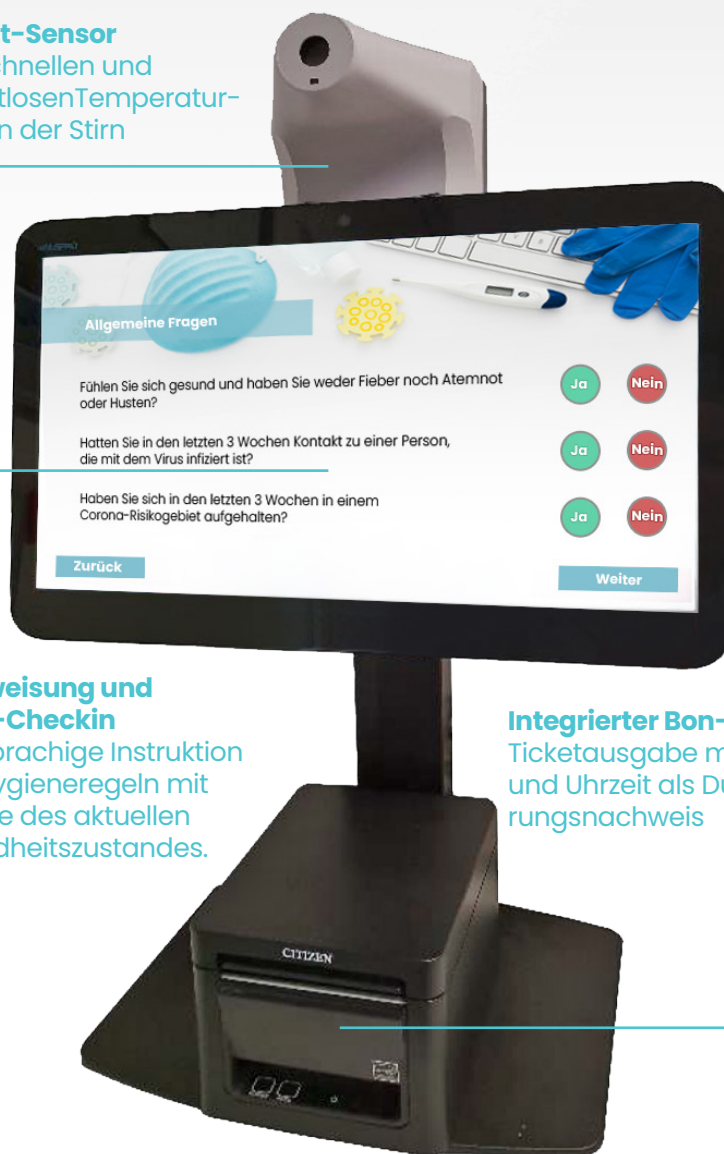 t-Sensor
chnellen und
tlosenTemperatur-
n der Stirn
Allgemeine Fragen
Fühlen Sie sich gesund und haben Sie weder Fieber noch Atemnot
oder Husten?
Ja
Nein
Hatten Sie in den letzten 3 Wochen Kontakt zu einer Person,
die mit dem Virus infiziert ist?
Ja
Nein
Haben Sie sich in den letzten 3 Wochen in einem
Corona-Risikogebiet aufgehalten?
Ja
Nein
Zurück
Weiter
weisung und
-Checkin
prachige Instruktion
ygieneregeln mit
e des aktuellen
dheitszustandes.
Integrierter Bon-
Ticketausgabe m
und Uhrzeit als Du
rungsnachweis
CITIZEN